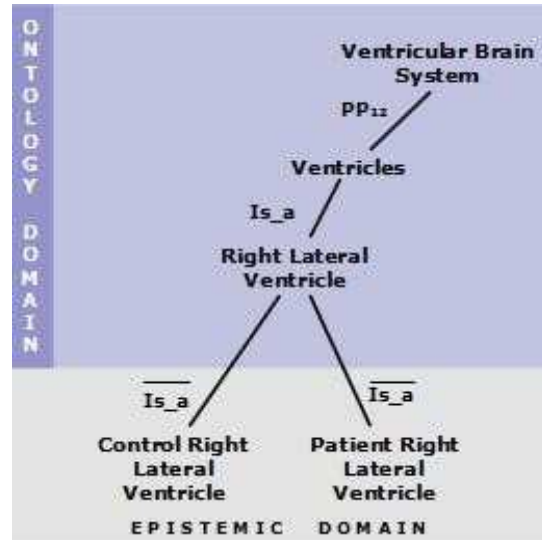 ONTOLOGY DOMAIN
Ventricular Brain
System
PP₁₂
Ventricles
Is_a
Right Lateral
Ventricle
Is_a
Is_a
Control Right
Lateral
Ventricle
Patient Right
Lateral
Ventricle
EPISTEMIC DOMAIN